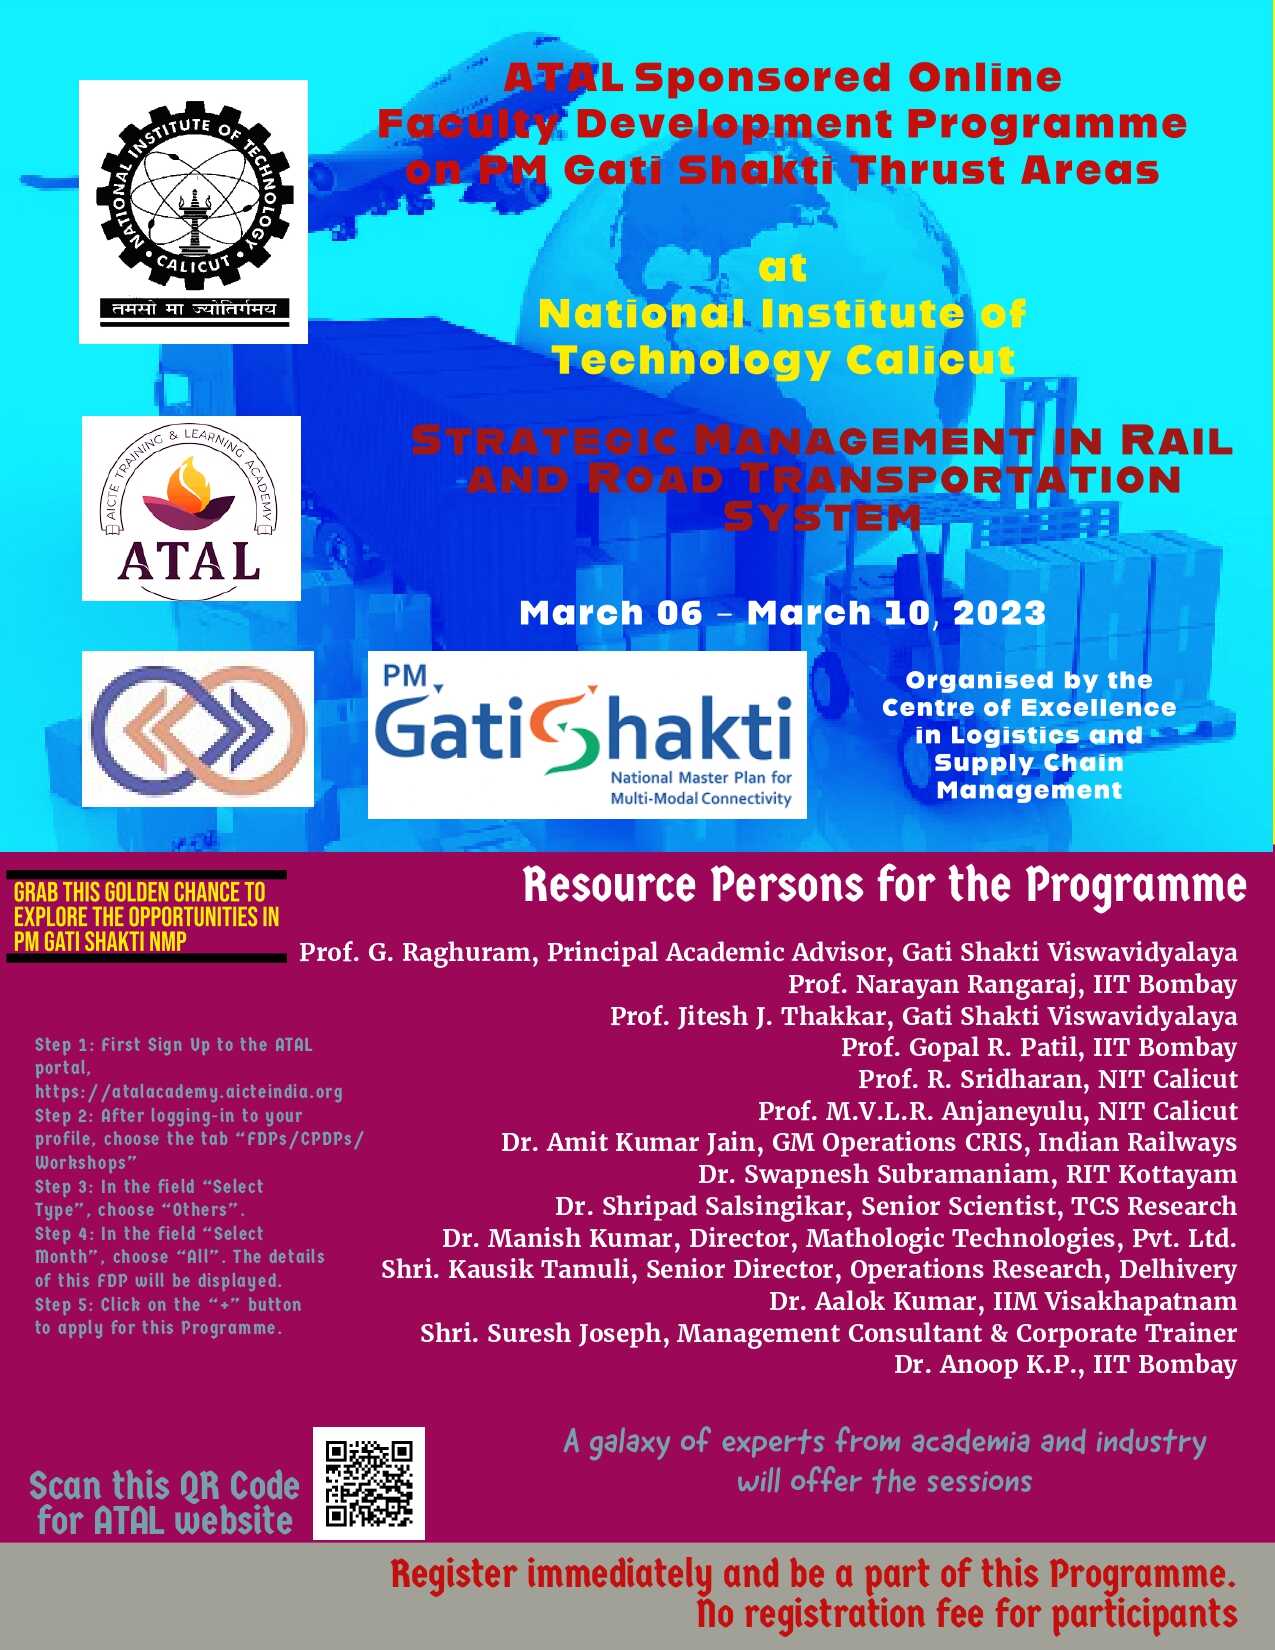 ATAL Sponsored Online
Faculty Development Programme
on PM Gati Shakti Thrust Areas
at
National Institute of
Technology Calicut
NATIONAL INSTITUTE OF TECHNOLOGY
• CALICUT •
तमसो मा ज्योतिर्गमय
Strategic Management in Rail
and Road Transportation
System
AICTE TRAINING & LEARNING ACADEMY
ATAL
March 06 – March 10, 2023
PM
GatiShakti
National Master Plan for
Multi-Modal Connectivity
Organised by the
Centre of Excellence
in Logistics and
Supply Chain
Management
GRAB THIS GOLDEN CHANCE TO
EXPLORE THE OPPORTUNITIES IN
PM GATI SHAKTI NMP
Resource Persons for the Programme
Prof. G. Raghuram, Principal Academic Advisor, Gati Shakti Viswavidyalaya
Prof. Narayan Rangaraj, IIT Bombay
Prof. Jitesh J. Thakkar, Gati Shakti Viswavidyalaya
Prof. Gopal R. Patil, IIT Bombay
Prof. R. Sridharan, NIT Calicut
Prof. M.V.L.R. Anjaneyulu, NIT Calicut
Dr. Amit Kumar Jain, GM Operations CRIS, Indian Railways
Dr. Swapnesh Subramaniam, RIT Kottayam
Dr. Shripad Salsingikar, Senior Scientist, TCS Research
Dr. Manish Kumar, Director, Mathologic Technologies, Pvt. Ltd.
Shri. Kausik Tamuli, Senior Director, Operations Research, Delhivery
Dr. Aalok Kumar, IIM Visakhapatnam
Shri. Suresh Joseph, Management Consultant & Corporate Trainer
Dr. Anoop K.P., IIT Bombay
Step 1: First Sign Up to the ATAL
portal,
https://atalacademy.aicteindia.org
Step 2: After logging-in to your
profile, choose the tab “FDPs/CPDPs/
Workshops”
Step 3: In the field “Select
Type”, choose “Others”.
Step 4: In the field “Select
Month”, choose “All”. The details
of this FDP will be displayed.
Step 5: Click on the “+” button
to apply for this Programme.
A galaxy of experts from academia and industry
will offer the sessions
Scan this QR Code
for ATAL website
Register immediately and be a part of this Programme.
No registration fee for participants